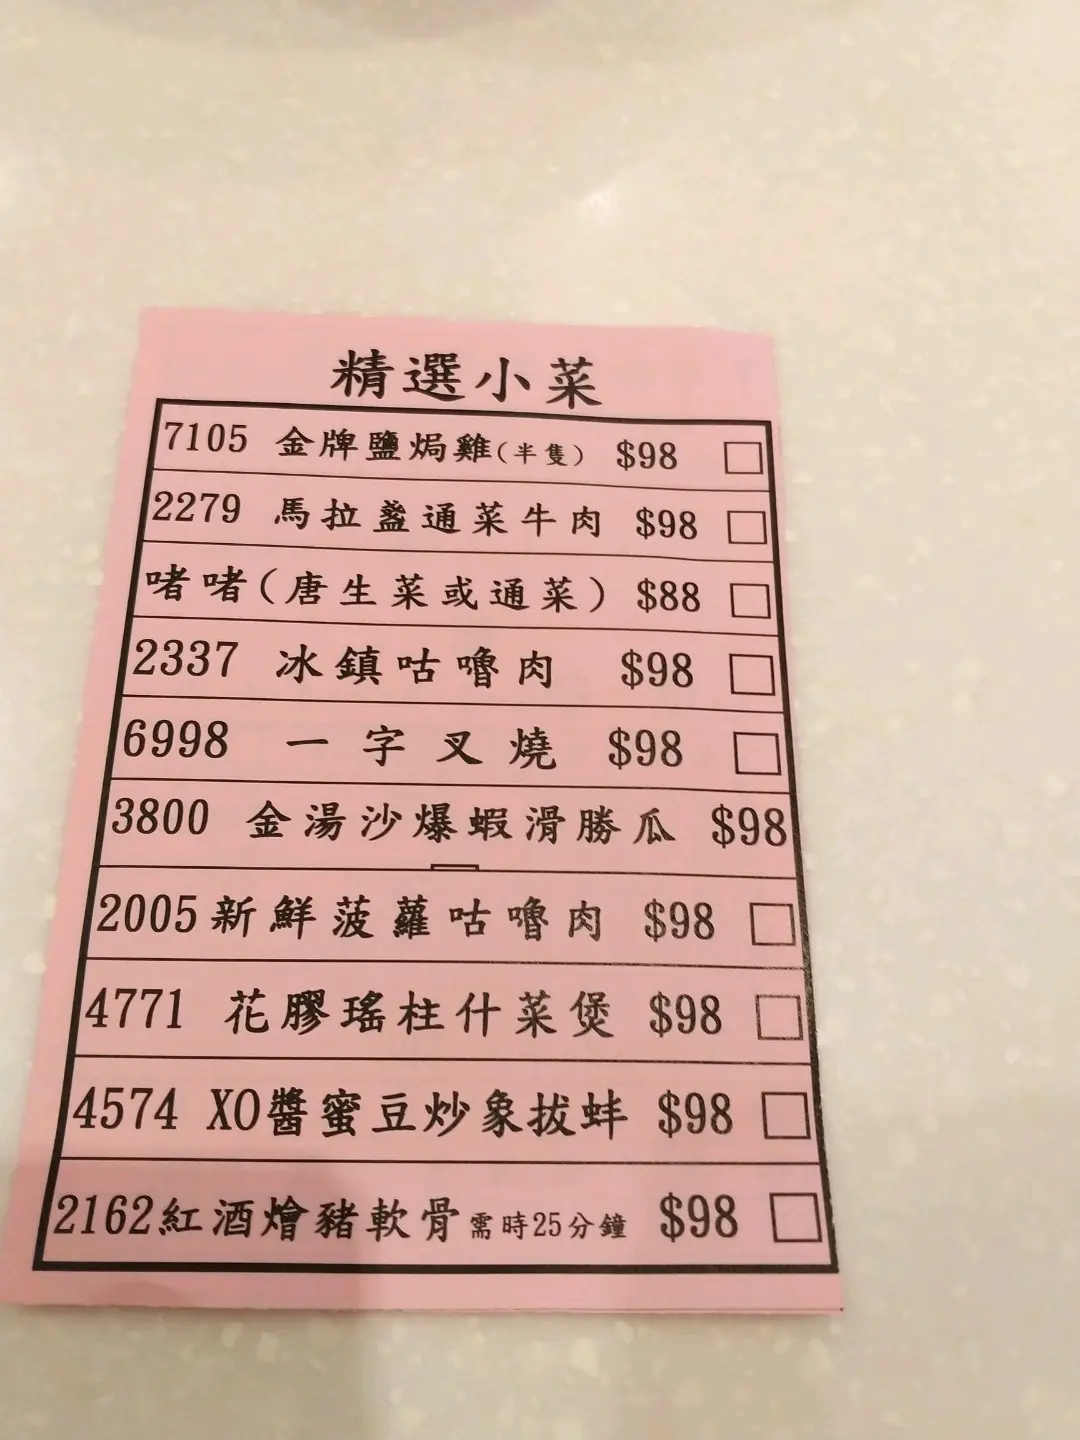 精選小菜
7105 金牌鹽焗雞(半隻) $98
2279 馬拉盞通菜牛肉 $98
啫啫(唐生菜或通菜) $88
2337 冰鎮咕嚕肉 $98
6998 一字叉燒 $98
3800 金湯沙爆蝦滑勝瓜 $98
2005新鮮菠蘿咕嚕肉 $98
4771 花膠瑤柱什菜煲 $98
4574 XO醬蜜豆炒象拔蚌 $98
2162紅酒燴豬軟骨需時25分鐘 $98